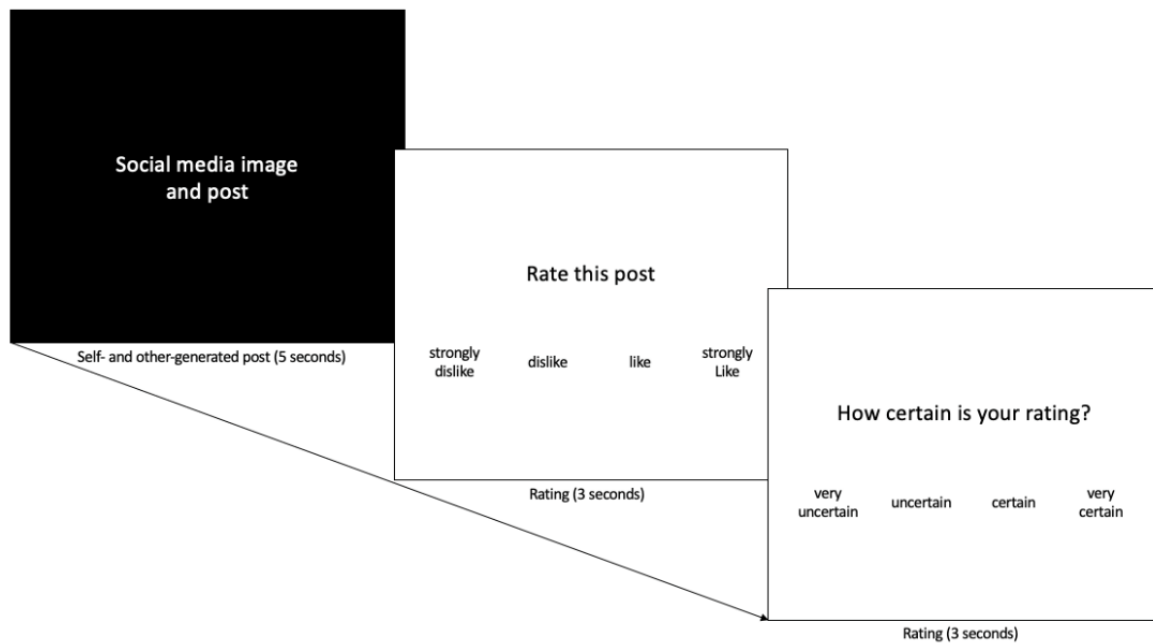 Social media image
and post
Self- and other-generated post (5 seconds)
Rate this post
strongly
dislike
dislike
like
strongly
Like
Rating (3 seconds)
How certain is your rating?
very
uncertain
uncertain
certain
very
certain
Rating (3 seconds)